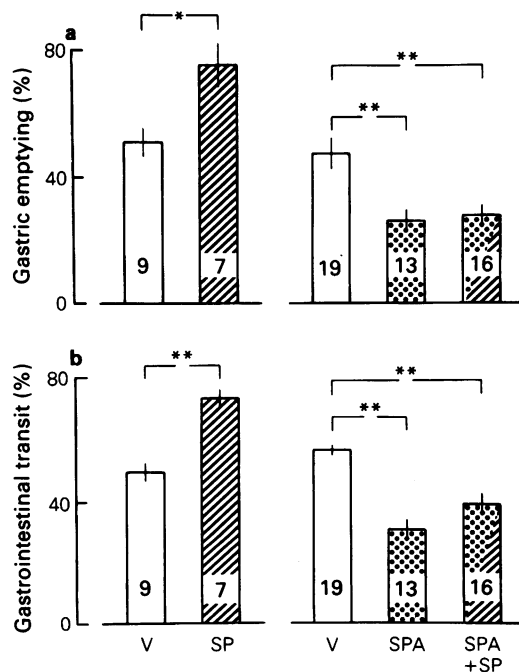 a
Gastric emptying (%)
80
40
0
*
**
**
9
7
19
13
16
b
Gastrointestinal transit (%)
80
40
0
**
**
**
9
7
19
13
16
V
SP
V
SPA
SPA
+SP